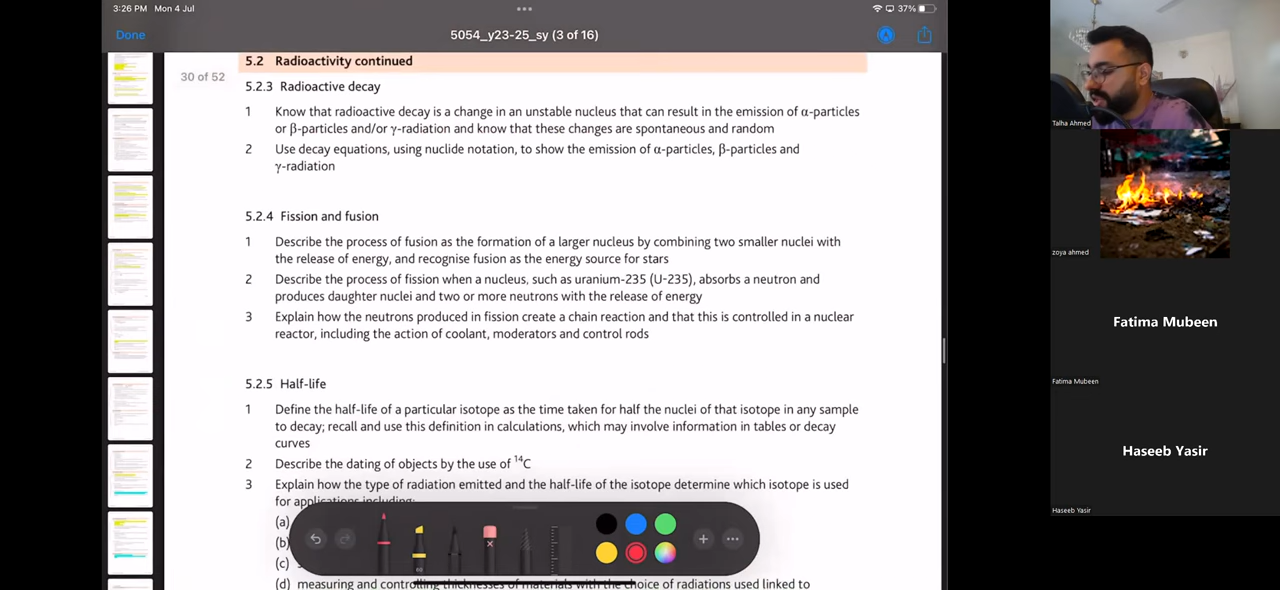 3:26 PM Mon 4 Jul
37%
Done
5054_y23-25_sy (3 of 16)
30 of 52
5.2 Radioactivity continued
5.2.3 Radioactive decay
1 Know that radioactive decay is a change in an unstable nucleus that can result in the emission of α-particles
or β-particles and/or γ-radiation and know that these changes are spontaneous and random
2 Use decay equations, using nuclide notation, to show the emission of α-particles, β-particles and
γ-radiation
5.2.4 Fission and fusion
1 Describe the process of fusion as the formation of a larger nucleus by combining two smaller nuclei with
the release of energy, and recognise fusion as the energy source for stars
2 Describe the process of fission when a nucleus, such as uranium-235 (U-235), absorbs a neutron and
produces daughter nuclei and two or more neutrons with the release of energy
3 Explain how the neutrons produced in fission create a chain reaction and that this is controlled in a nuclear
reactor, including the action of coolant, moderators and control rods
5.2.5 Half-life
1 Define the half-life of a particular isotope as the time taken for half the nuclei of the isotope in any sample
to decay; recall and use this definition in calculations, which may involve information in tables or decay
curves
2 Describe the dating of objects by the use of ¹⁴C
3 Explain how the type of radiation emitted and the half-life of the isotope determine which isotope is used
for applications including:
(a)
(b)
(c)
(d) measuring and controlling thicknesses of materials with the choice of radiations used linked to
Talha Ahmed
zoya ahmed
Fatima Mubeen
Fatima Mubeen
Haseeb Yasir
Haseeb Yasir